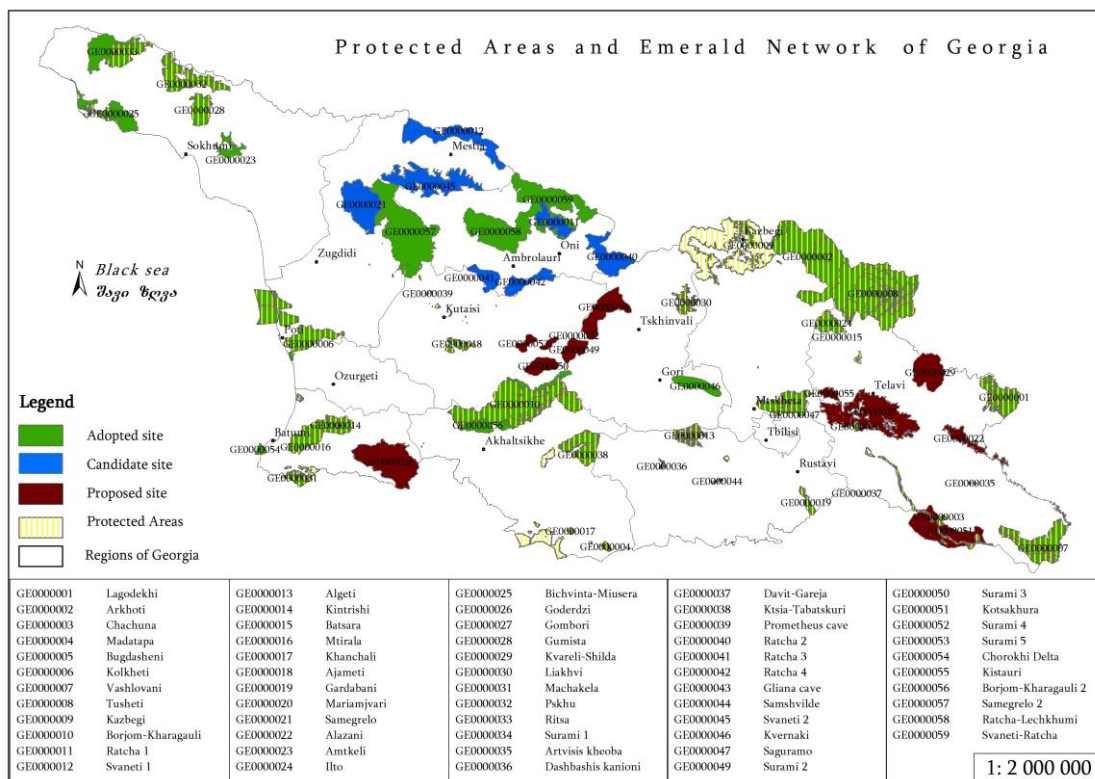 Protected Areas and Emerald Network of Georgia
GE0000033
GE0000032
GE0000025
GE0000028
Sokhumi
GE0000023
GE0000012
Mestia
GE0000045
GE0000021
GE0000059
GE0000011
GE0000057
GE0000058
Oni
Kazbegi
GE0000009
GE0000002
GE0000040
Zugdidi
Ambrolauri
GE0000041
GE0000042
GE0000008
N
Black sea
შავი ზღვა
GE0000039
Kutaisi
GE0000030
Tskhinvali
GE0000024
GE0000015
Poti
GE0000006
GE0000018
GE0000052
GE0000049
GE0000050
Ozurgeti
Gori
GE0000046
GE0000029
Telavi
GE0000055
GE0000001
Mtskheta
GE0000047
GE0000010
GE0000056
Akhaltsikhe
GE0000014
Batumi
GE0000016
GE0000054
GE0000013
Tbilisi
GE0000022
GE0000038
GE0000031
GE0000036
GE0000044
Rustavi
GE0000035
GE0000037
GE0000019
GE0000003
GE0000051
GE0000017
GE0000004
GE0000007
Legend
Adopted site
Candidate site
Proposed site
Protected Areas
Regions of Georgia
GE0000001 Lagodekhi
GE0000002 Arkhoti
GE0000003 Chachuna
GE0000004 Madatapa
GE0000005 Bugdasheni
GE0000006 Kolkheti
GE0000007 Vashlovani
GE0000008 Tusheti
GE0000009 Kazbegi
GE0000010 Borjom-Kharagauli
GE0000011 Ratcha 1
GE0000012 Svaneti 1
GE0000013 Algeti
GE0000014 Kintrishi
GE0000015 Batsara
GE0000016 Mtirala
GE0000017 Khanchali
GE0000018 Ajameti
GE0000019 Gardabani
GE0000020 Mariamjvari
GE0000021 Samegrelo
GE0000022 Alazani
GE0000023 Amtkeli
GE0000024 Ilto
GE0000025 Bichvinta-Miusera
GE0000026 Goderdzi
GE0000027 Gombori
GE0000028 Gumista
GE0000029 Kvareli-Shilda
GE0000030 Liakhvi
GE0000031 Machakela
GE0000032 Pskhu
GE0000033 Ritsa
GE0000034 Surami 1
GE0000035 Artvisis kheoba
GE0000036 Dashbashis kanioni
GE0000037 Davit-Gareja
GE0000038 Ktsia-Tabatskuri
GE0000039 Prometheus cave
GE0000040 Ratcha 2
GE0000041 Ratcha 3
GE0000042 Ratcha 4
GE0000043 Gliana cave
GE0000044 Samshvilde
GE0000045 Svaneti 2
GE0000046 Kvernaki
GE0000047 Saguramo
GE0000049 Surami 2
GE0000050 Surami 3
GE0000051 Kotsakhura
GE0000052 Surami 4
GE0000053 Surami 5
GE0000054 Chorokhi Delta
GE0000055 Kistauri
GE0000056 Borjom-Kharagauli 2
GE0000057 Samegrelo 2
GE0000058 Ratcha-Lechkhumi
GE0000059 Svaneti-Ratcha
1: 2 000 000